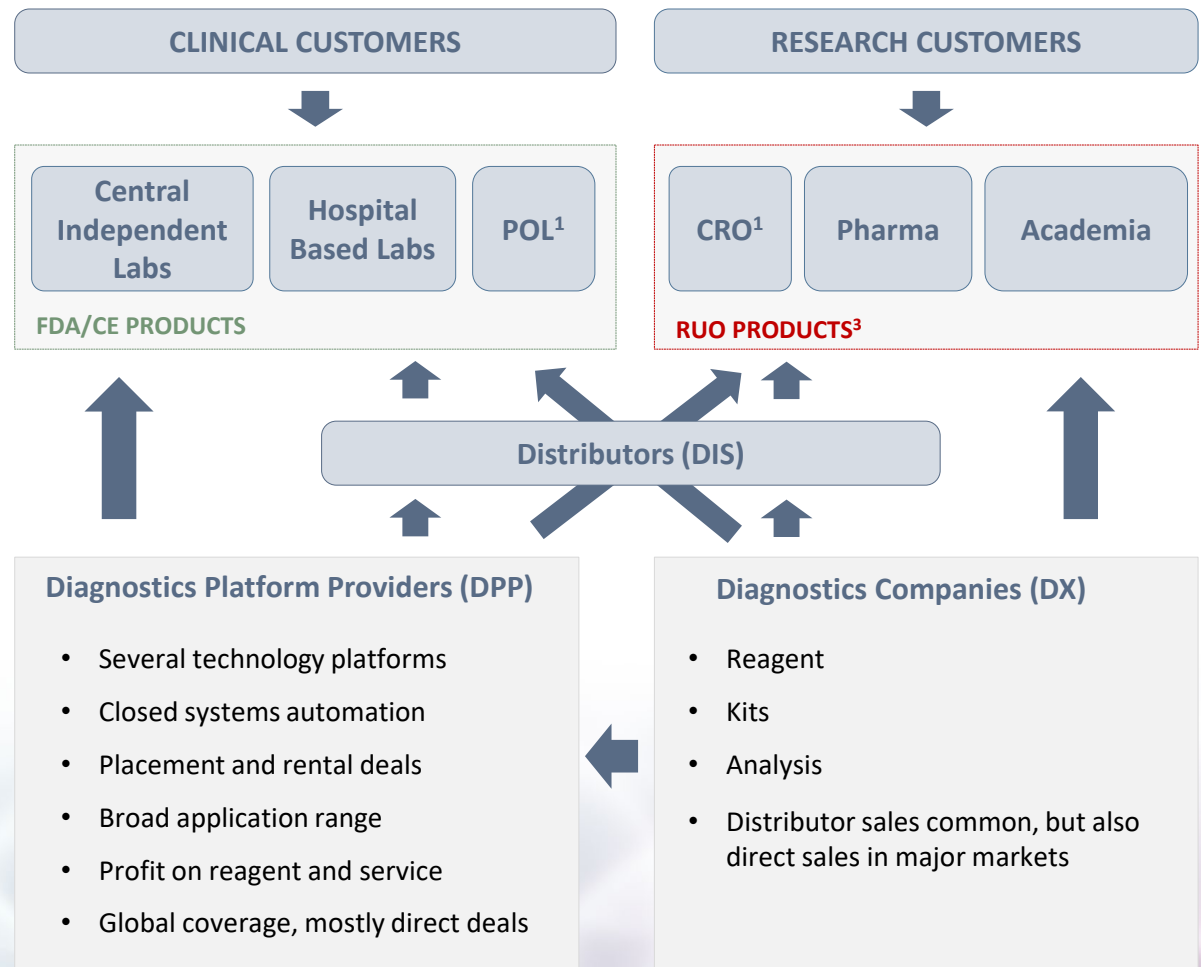 CLINICAL CUSTOMERS
RESEARCH CUSTOMERS
Central
Independent
Labs
Hospital
Based Labs
POL¹
FDA/CE PRODUCTS
CRO¹
Pharma
Academia
RUO PRODUCTS³
Distributors (DIS)
Diagnostics Platform Providers (DPP)
• Several technology platforms
• Closed systems automation
• Placement and rental deals
• Broad application range
• Profit on reagent and service
• Global coverage, mostly direct deals
Diagnostics Companies (DX)
• Reagent
• Kits
• Analysis
• Distributor sales common, but also
direct sales in major markets